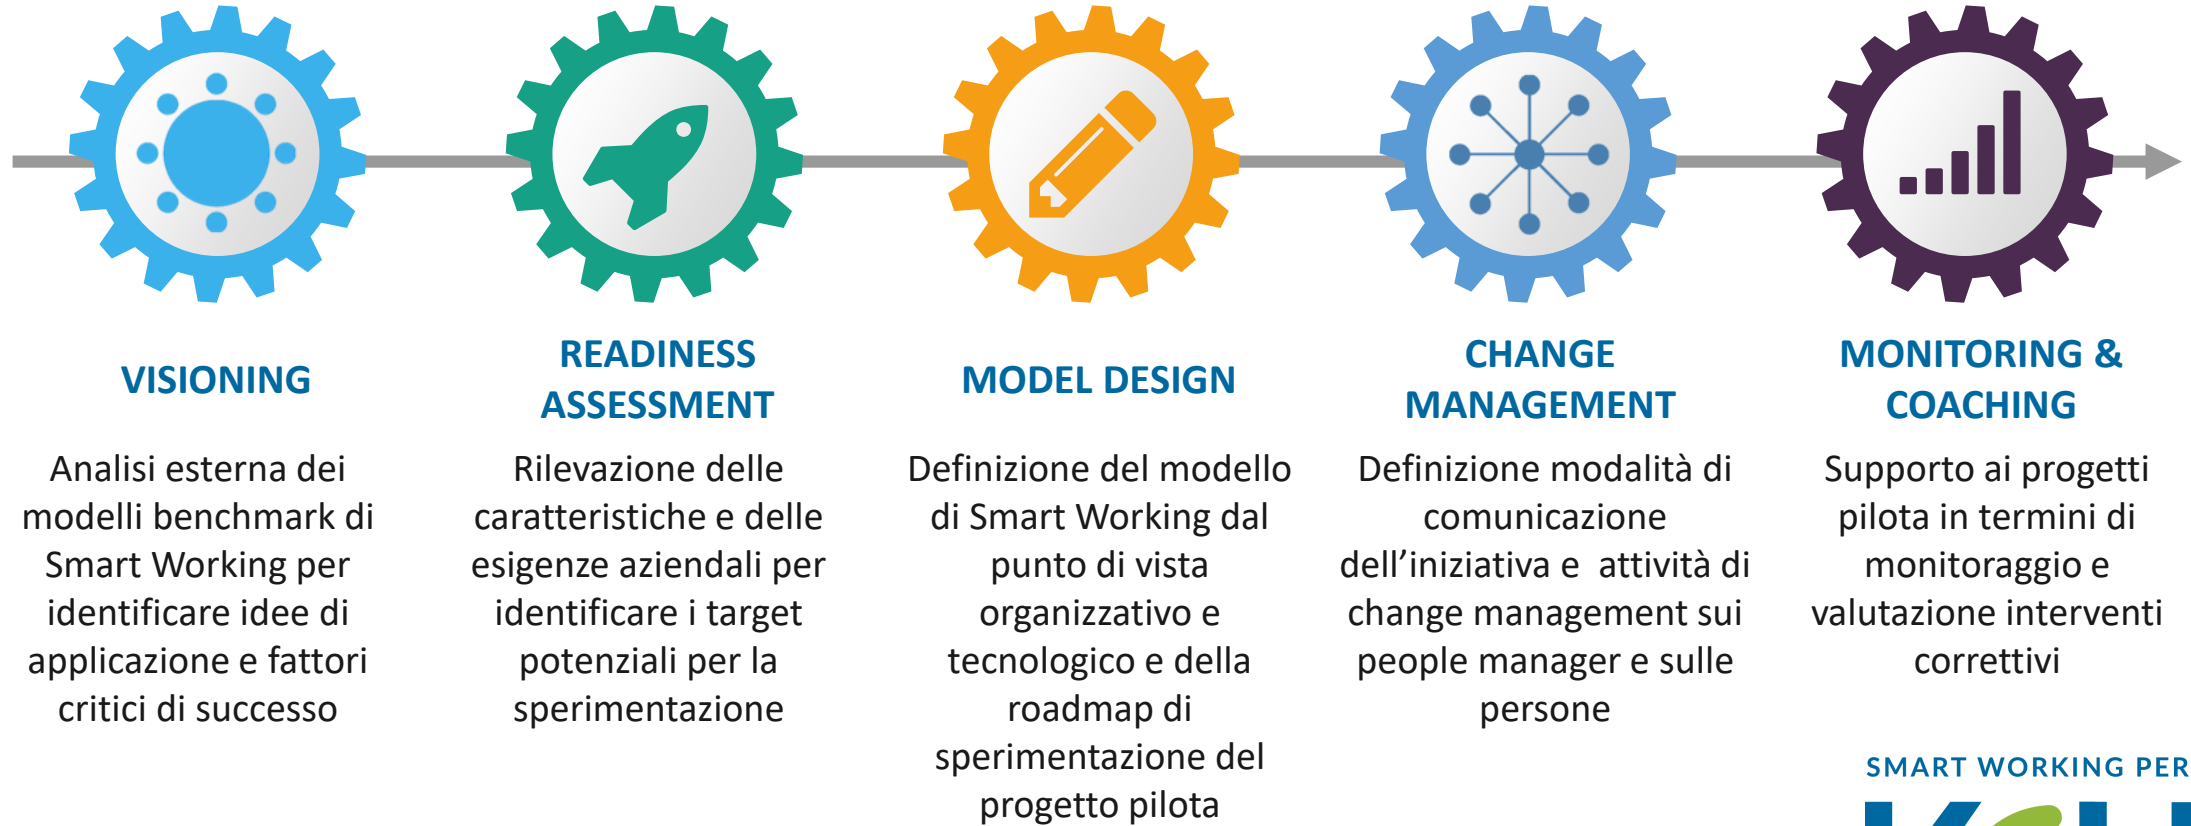 VISIONING
Analisi esterna dei
modelli benchmark di
Smart Working per
identificare idee di
applicazione e fattori
critici di successo
READINESS
ASSESSMENT
Rilevazione delle
caratteristiche e delle
esigenze aziendali per
identificare i target
potenziali per la
sperimentazione
MODEL DESIGN
Definizione del modello
di Smart Working dal
punto di vista
organizzativo e
tecnologico e della
roadmap di
sperimentazione del
progetto pilota
CHANGE
MANAGEMENT
Definizione modalità di
comunicazione
dell’iniziativa e  attività di
change management sui
people manager e sulle
persone
MONITORING &
COACHING
Supporto ai progetti
pilota in termini di
monitoraggio e
valutazione interventi
correttivi
SMART WORKING PER